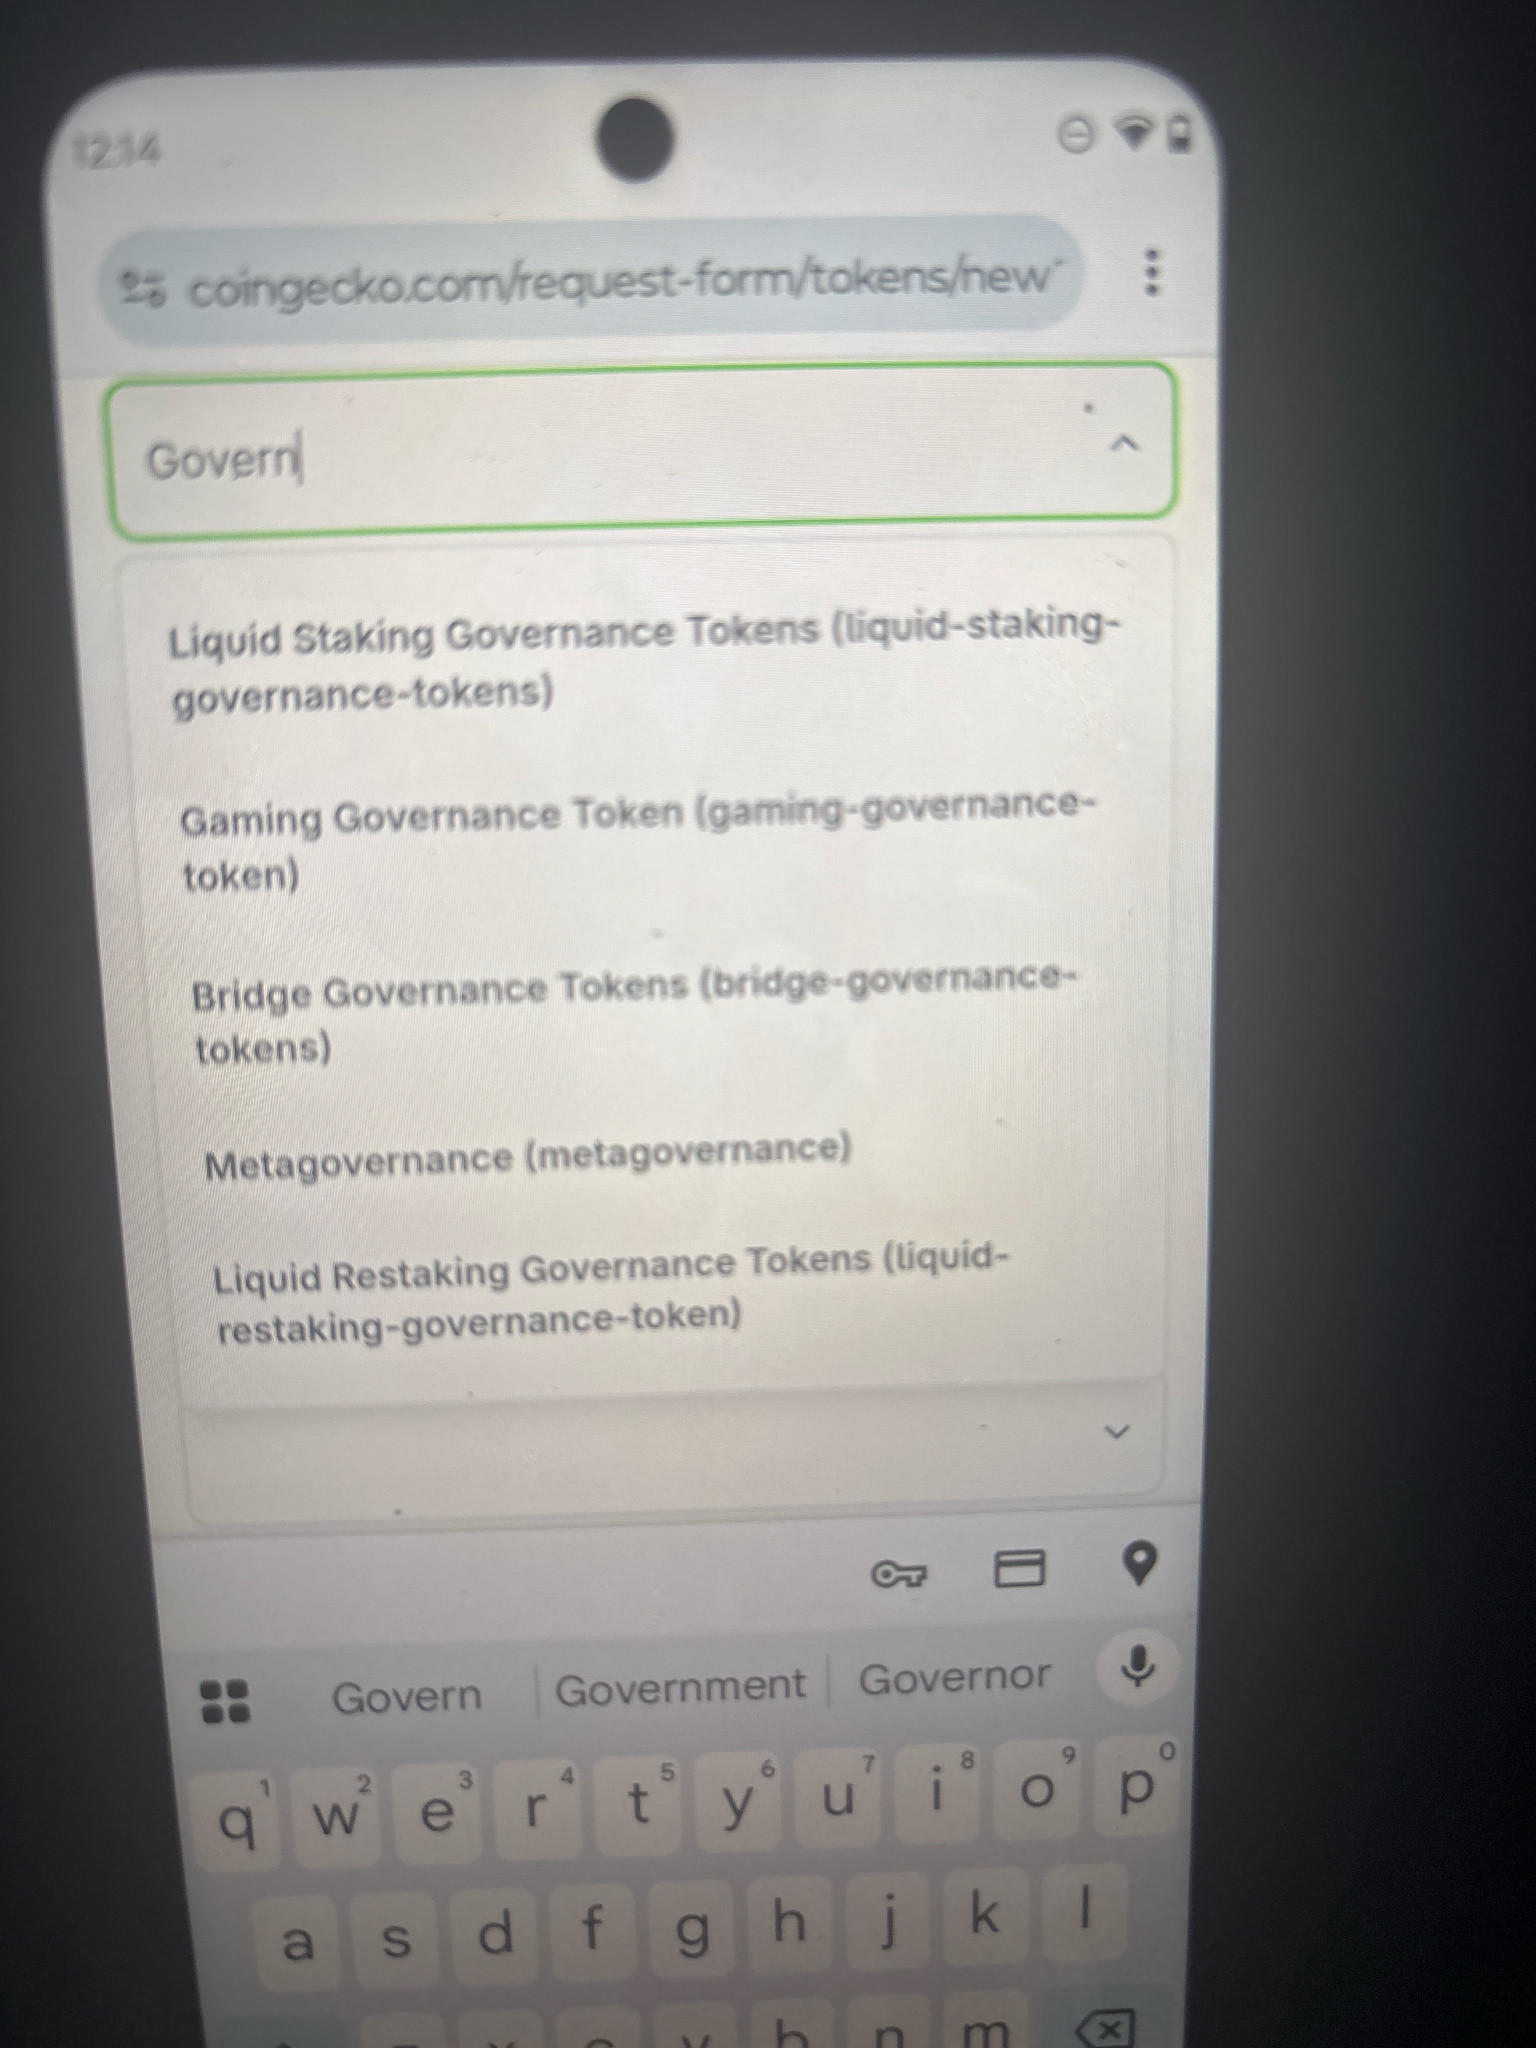 12:14
coingecko.com/request-form/tokens/new
Govern
Liquid Staking Governance Tokens (liquid-staking-
governance-tokens)
Gaming Governance Token (gaming-governance-
token)
Bridge Governance Tokens (bridge-governance-
tokens)
Metagovernance (metagovernance)
Liquid Restaking Governance Tokens (liquid-
restaking-governance-token)
Govern Government Governor
1 2 3 4 5 6 7 8 9 0
q w e r t y u i o p
a s d f g h j k l
z x c v b n m